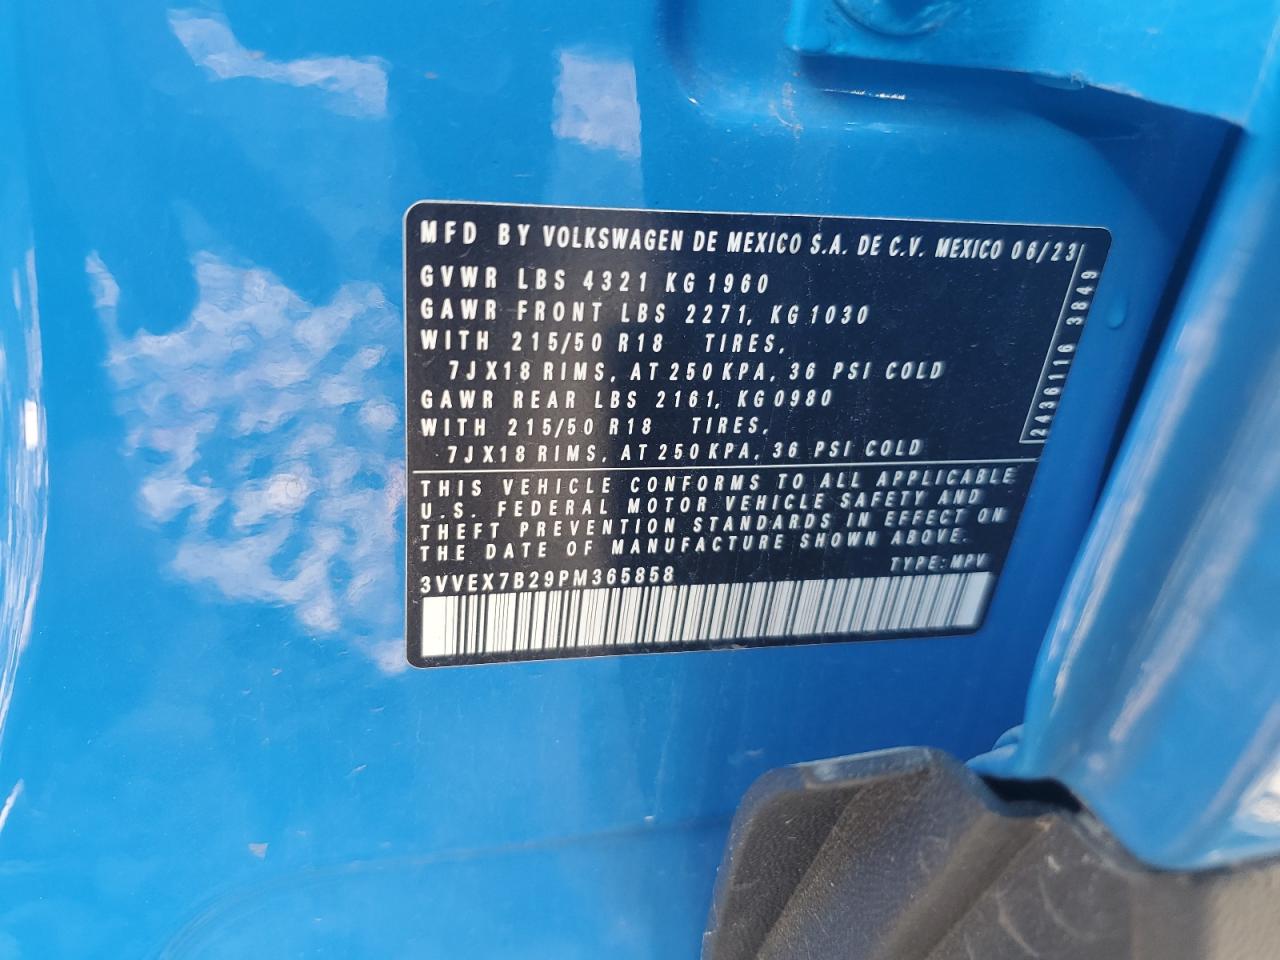 MFD BY VOLKSWAGEN DE MEXICO S.A. DE C.V. MEXICO 06/23
GVWR LBS 4321 KG 1960
GAWR FRONT LBS 2271, KG 1030
WITH 215/50 R18 TIRES,
7JX18 RIMS, AT 250 KPA, 36 PSI COLD
GAWR REAR LBS 2161, KG 0980
WITH 215/50 R18 TIRES,
7JX18 RIMS, AT 250 KPA, 36 PSI COLD
2436116 3849
THIS VEHICLE CONFORMS TO ALL APPLICABLE
U.S. FEDERAL MOTOR VEHICLE SAFETY AND
THEFT PREVENTION STANDARDS IN EFFECT ON
THE DATE OF MANUFACTURE SHOWN ABOVE.
3VVEX7B29PM365858 TYPE: MPV